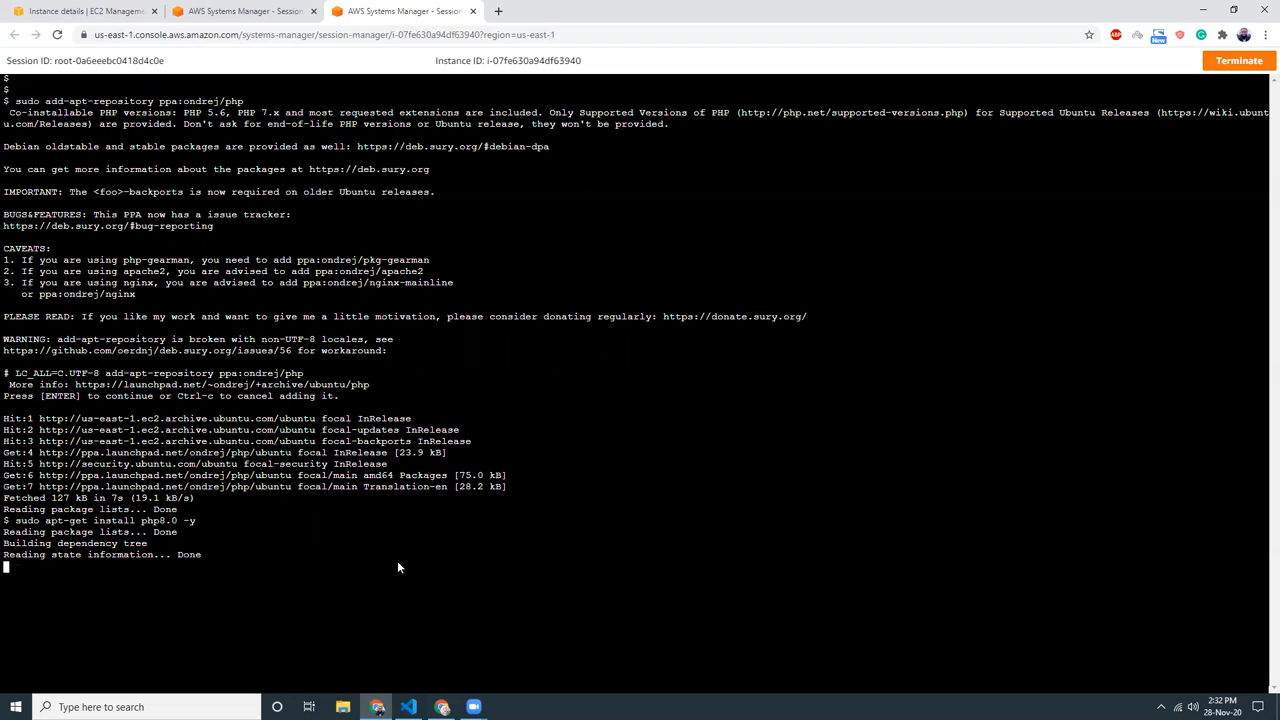 Instance details | EC2 Manageme
AWS Systems Manager - Session
AWS Systems Manager - Session
us-east-1.console.aws.amazon.com/systems-manager/session-manager/i-07fe630a94df63940?region=us-east-1
ABP
New
Session ID: root-0a6eeebc0418d4c0e
Instance ID: i-07fe630a94df63940
Terminate
$
$
$ sudo add-apt-repository ppa:ondrej/php
Co-installable PHP versions: PHP 5.6, PHP 7.x and most requested extensions are included. Only Supported Versions of PHP (http://php.net/supported-versions.php) for Supported Ubuntu Releases (https://wiki.ubunt
u.com/Releases) are provided. Don't ask for end-of-life PHP versions or Ubuntu release, they won't be provided.
Debian oldstable and stable packages are provided as well: https://deb.sury.org/#debian-dpa
You can get more information about the packages at https://deb.sury.org
IMPORTANT: The <foo>-backports is now required on older Ubuntu releases.
BUGS&FEATURES: This PPA now has a issue tracker:
https://deb.sury.org/#bug-reporting
CAVEATS:
1. If you are using php-gearman, you need to add ppa:ondrej/pkg-gearman
2. If you are using apache2, you are advised to add ppa:ondrej/apache2
3. If you are using nginx, you are advised to add ppa:ondrej/nginx-mainline
or ppa:ondrej/nginx
PLEASE READ: If you like my work and want to give me a little motivation, please consider donating regularly: https://donate.sury.org/
WARNING: add-apt-repository is broken with non-UTF-8 locales, see
https://github.com/oerdnj/deb.sury.org/issues/56 for workaround:
# LC_ALL=C.UTF-8 add-apt-repository ppa:ondrej/php
More info: https://launchpad.net/~ondrej/+archive/ubuntu/php
Press [ENTER] to continue or Ctrl-c to cancel adding it.
Hit:1 http://us-east-1.ec2.archive.ubuntu.com/ubuntu focal InRelease
Hit:2 http://us-east-1.ec2.archive.ubuntu.com/ubuntu focal-updates InRelease
Hit:3 http://us-east-1.ec2.archive.ubuntu.com/ubuntu focal-backports InRelease
Get:4 http://ppa.launchpad.net/ondrej/php/ubuntu focal InRelease [23.9 kB]
Hit:5 http://security.ubuntu.com/ubuntu focal-security InRelease
Get:6 http://ppa.launchpad.net/ondrej/php/ubuntu focal/main amd64 Packages [75.0 kB]
Get:7 http://ppa.launchpad.net/ondrej/php/ubuntu focal/main Translation-en [28.2 kB]
Fetched 127 kB in 7s (19.1 kB/s)
Reading package lists... Done
$ sudo apt-get install php8.0 -y
Reading package lists... Done
Building dependency tree
Reading state information... Done
Type here to search
2:32 PM
28-Nov-20